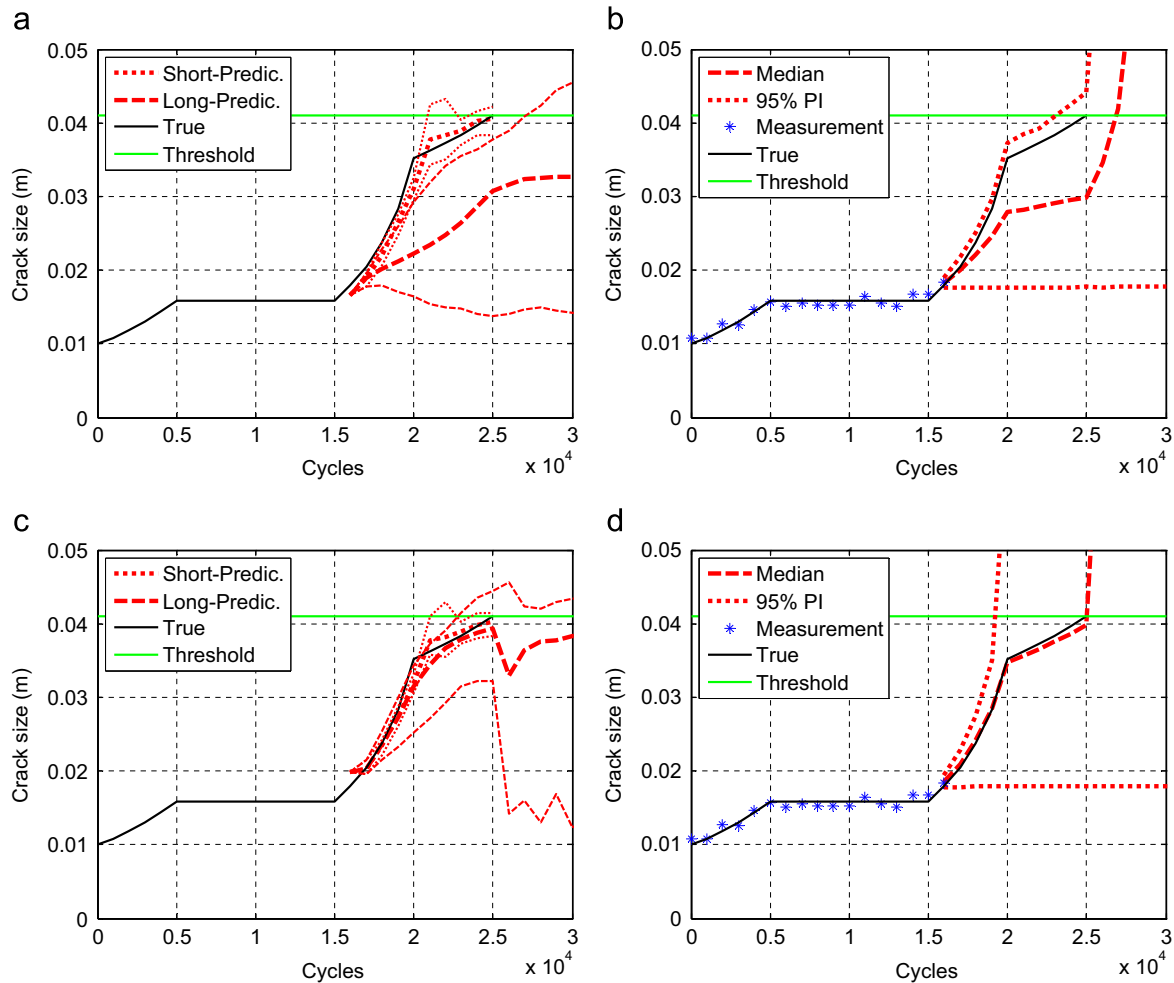 a
0.05
0.04
0.03
0.02
0.01
0
Crack size (m)
Short-Predic.
Long-Predic.
True
Threshold
0
0.5
1
1.5
2
2.5
3
x 10^4
Cycles
b
0.05
0.04
0.03
0.02
0.01
0
Crack size (m)
Median
95% PI
Measurement
True
Threshold
0
0.5
1
1.5
2
2.5
3
x 10^4
Cycles
c
0.05
0.04
0.03
0.02
0.01
0
Crack size (m)
Short-Predic.
Long-Predic.
True
Threshold
0
0.5
1
1.5
2
2.5
3
x 10^4
Cycles
d
0.05
0.04
0.03
0.02
0.01
0
Crack size (m)
Median
95% PI
Measurement
True
Threshold
0
0.5
1
1.5
2
2.5
3
x 10^4
Cycles